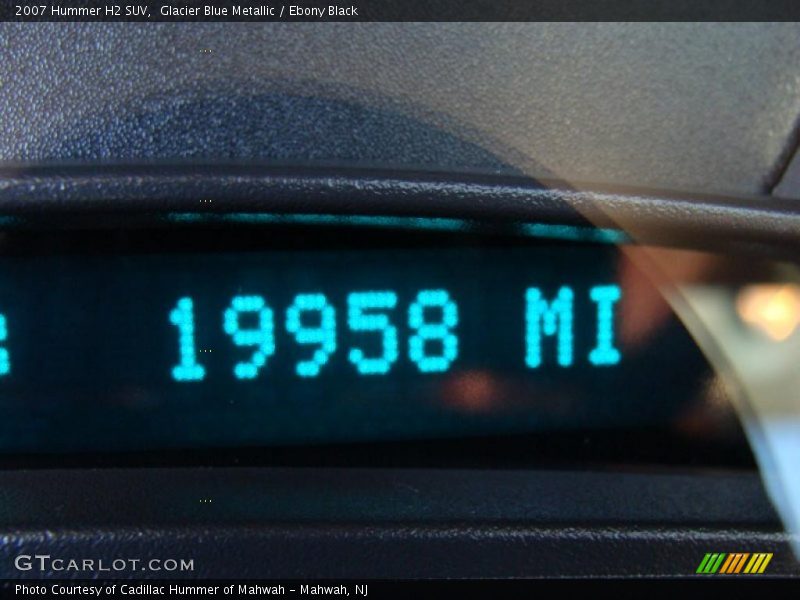 2007 Hummer H2 SUV,  Glacier Blue Metallic / Ebony Black
19958 MI
GTCARLOT.COM
Photo Courtesy of Cadillac Hummer of Mahwah - Mahwah, NJ